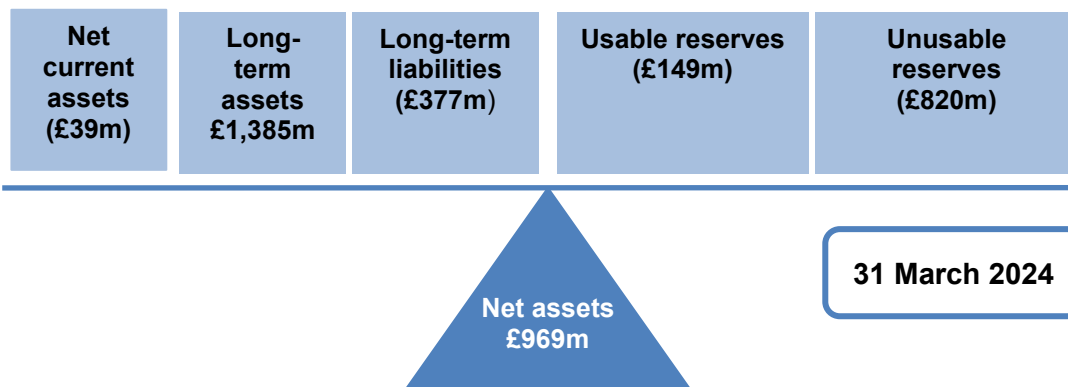 Net
current
assets
(£39m)
Long-
term
assets
£1,385m
Long-term
liabilities
(£377m)
Usable reserves
(£149m)
Unusable
reserves
(£820m)
31 March 2024
Net assets
£969m